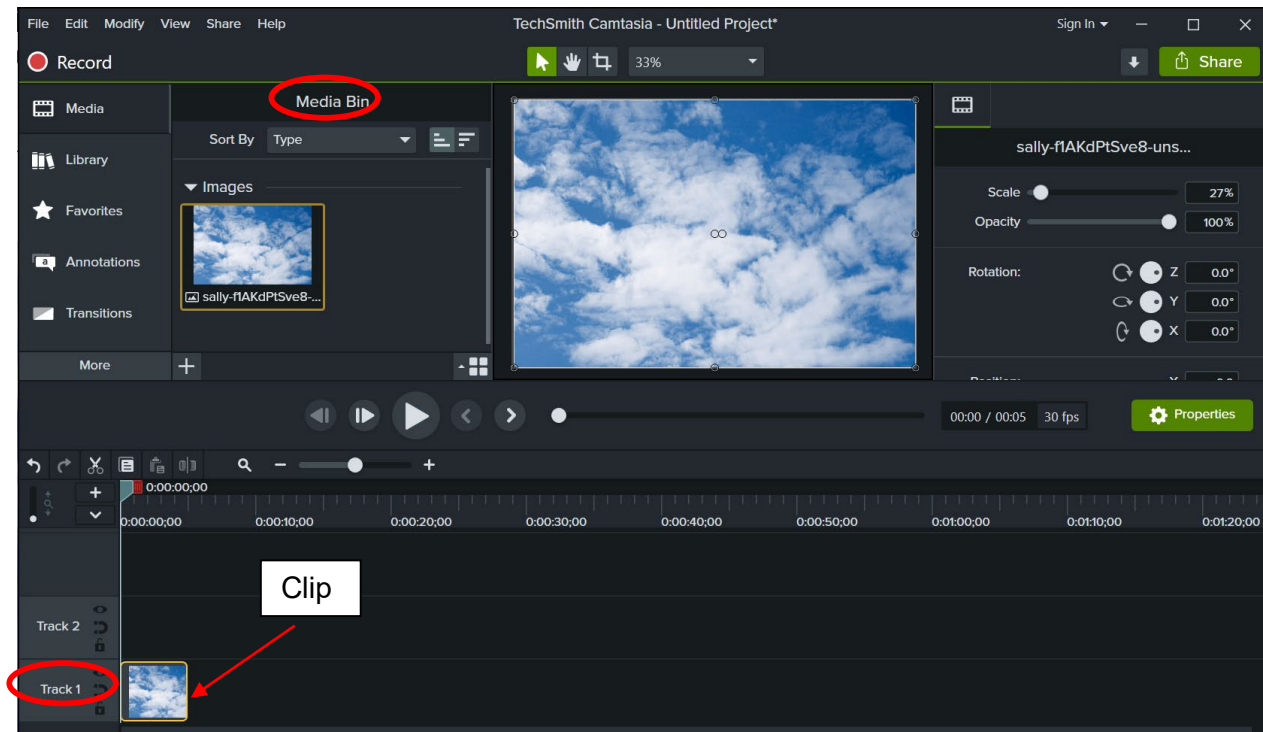 File Edit Modify View Share Help TechSmith Camtasia - Untitled Project* Sign In
Record 33% Share
Media
Library
Favorites
a Annotations
Transitions
More
Media Bin
Sort By Type
Images
sally-f1AKdPtSve8-...
sally-f1AKdPtSve8-uns...
Scale 27%
Opacity 100%
Rotation: Z 0.0°
Y 0.0°
X 0.0°
00:00 / 00:05 30 fps Properties
0:00:00;00
0:00:00;00 0:00:10;00 0:00:20;00 0:00:30;00 0:00:40;00 0:00:50;00 0:01:00;00 0:01:10;00 0:01:20;00
Clip
Track 2
Track 1